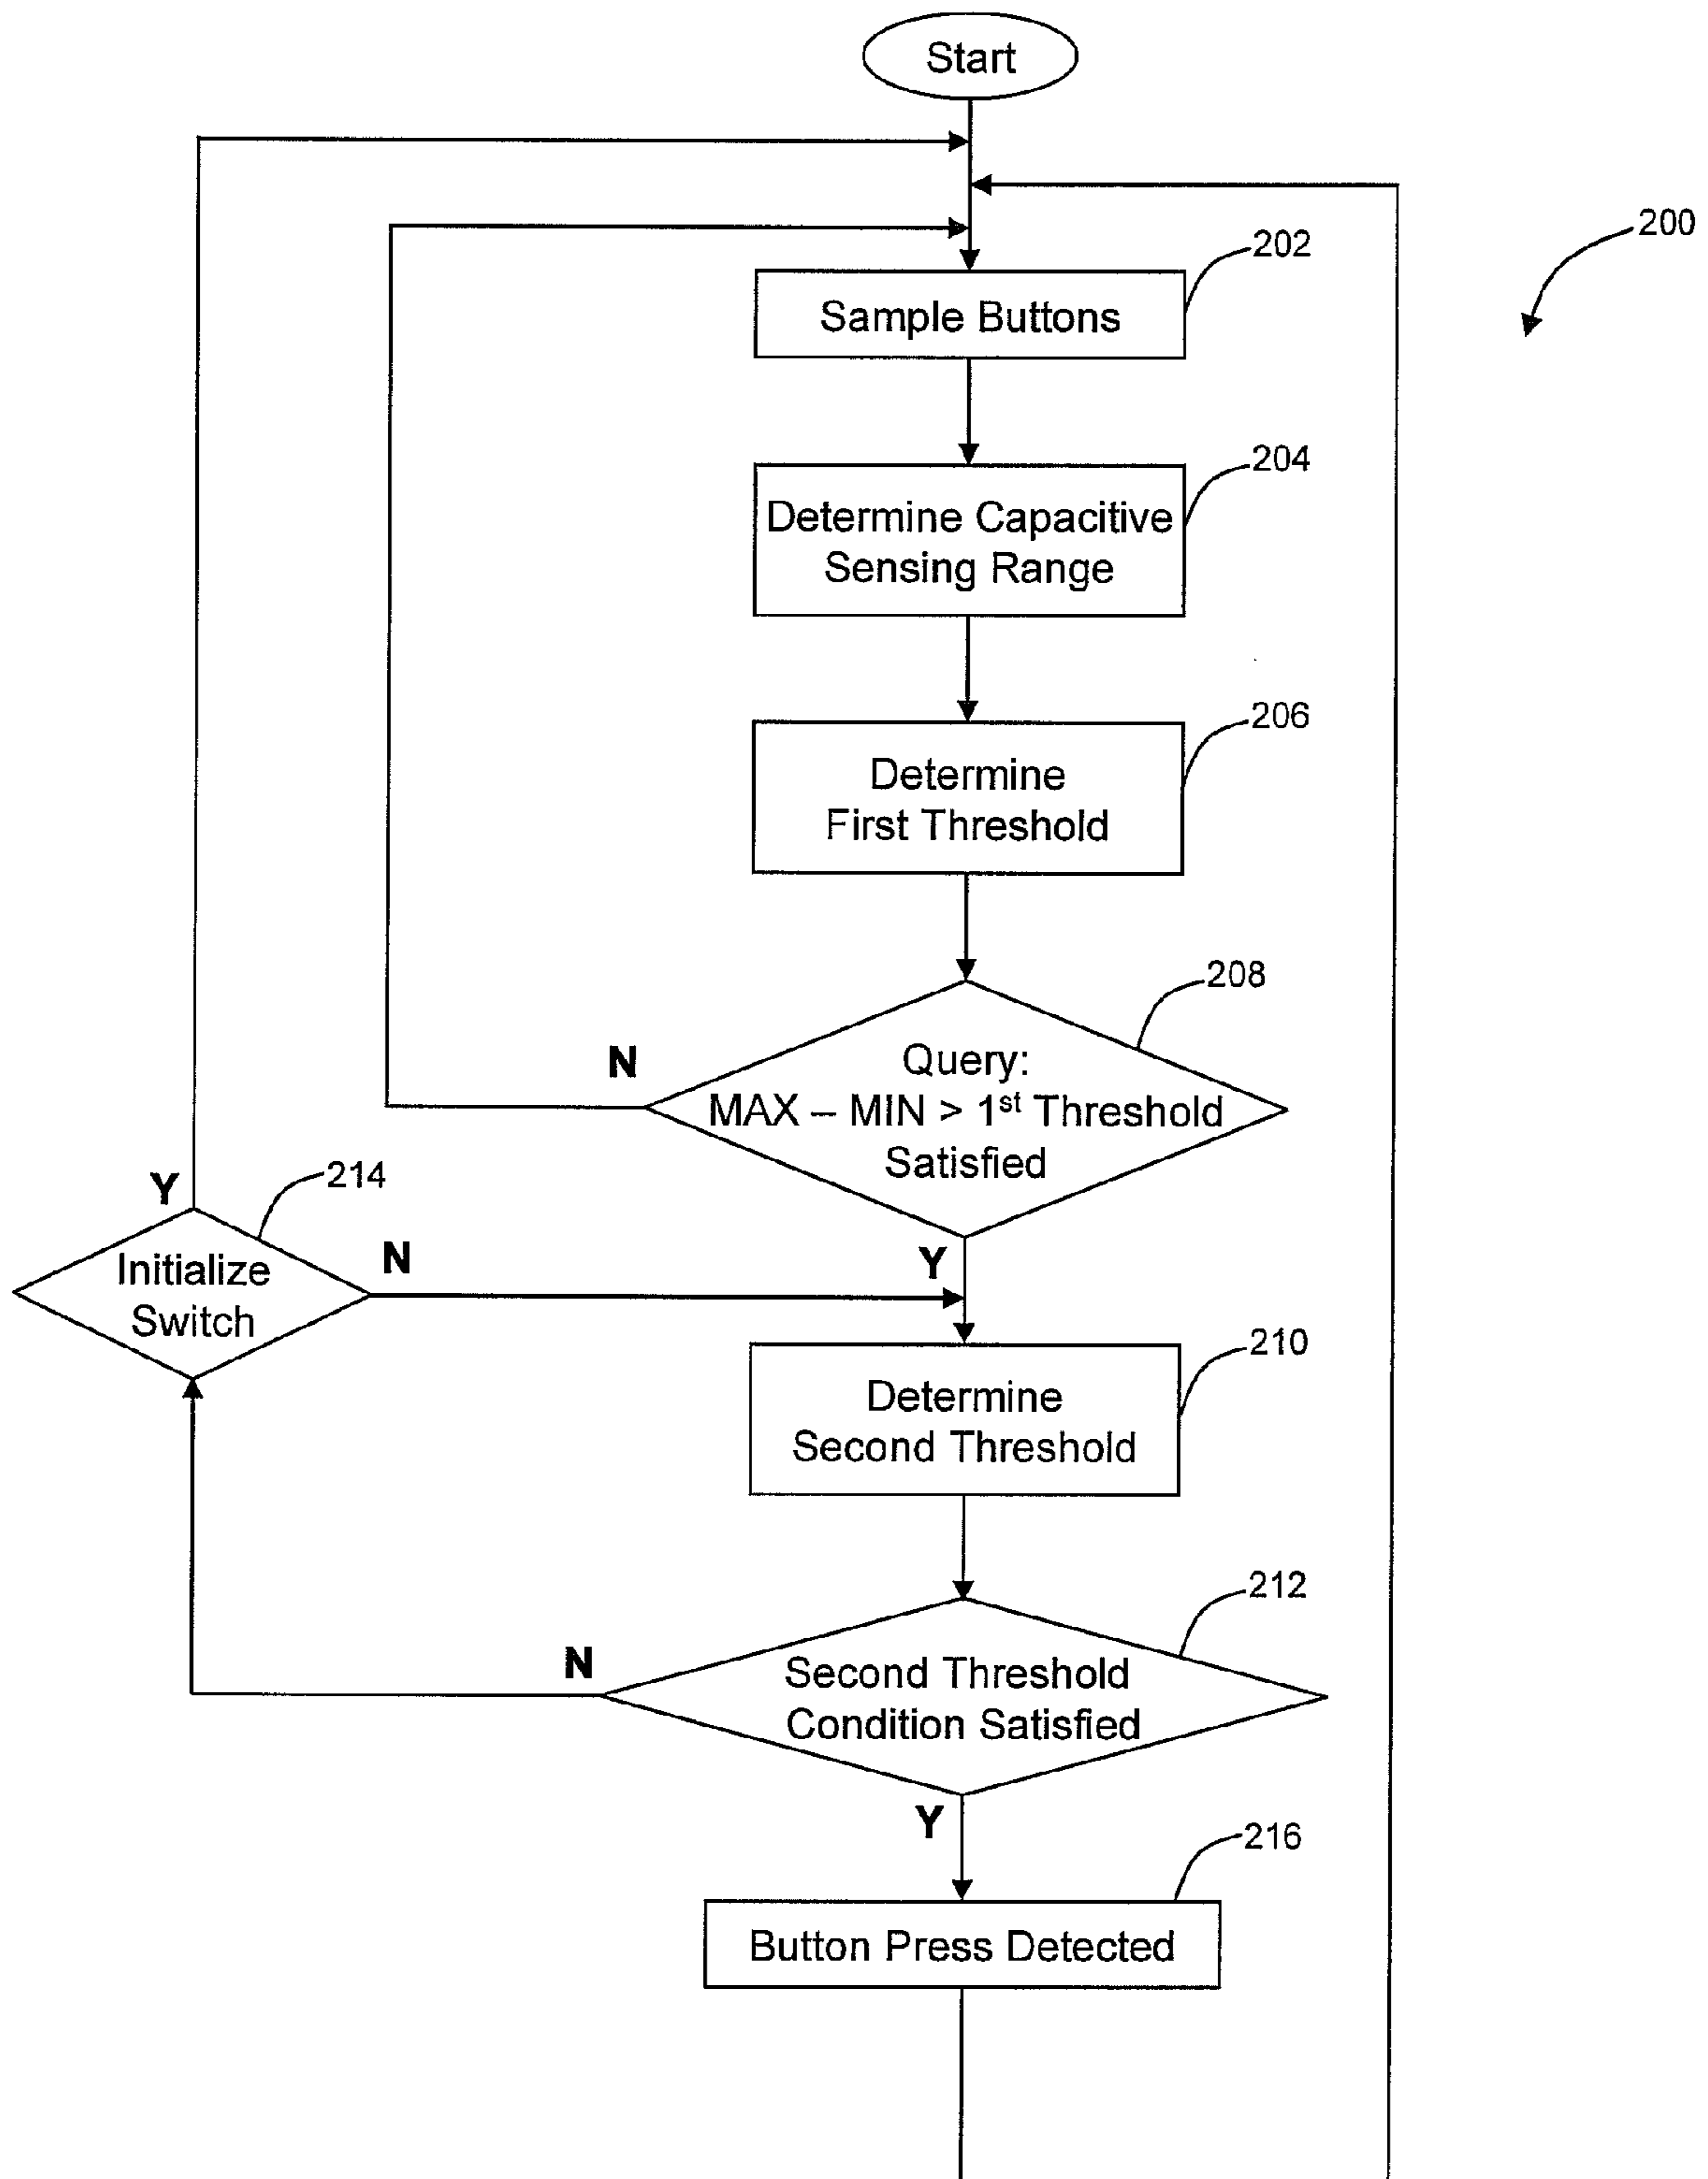 Start
200
202
Sample Buttons
204
Determine Capacitive
Sensing Range
206
Determine
First Threshold
208
N
Query:
MAX – MIN > 1st Threshold
Satisfied
Y
214
Initialize
Switch
N
Y
210
Determine
Second Threshold
212
N
Second Threshold
Condition Satisfied
Y
216
Button Press Detected